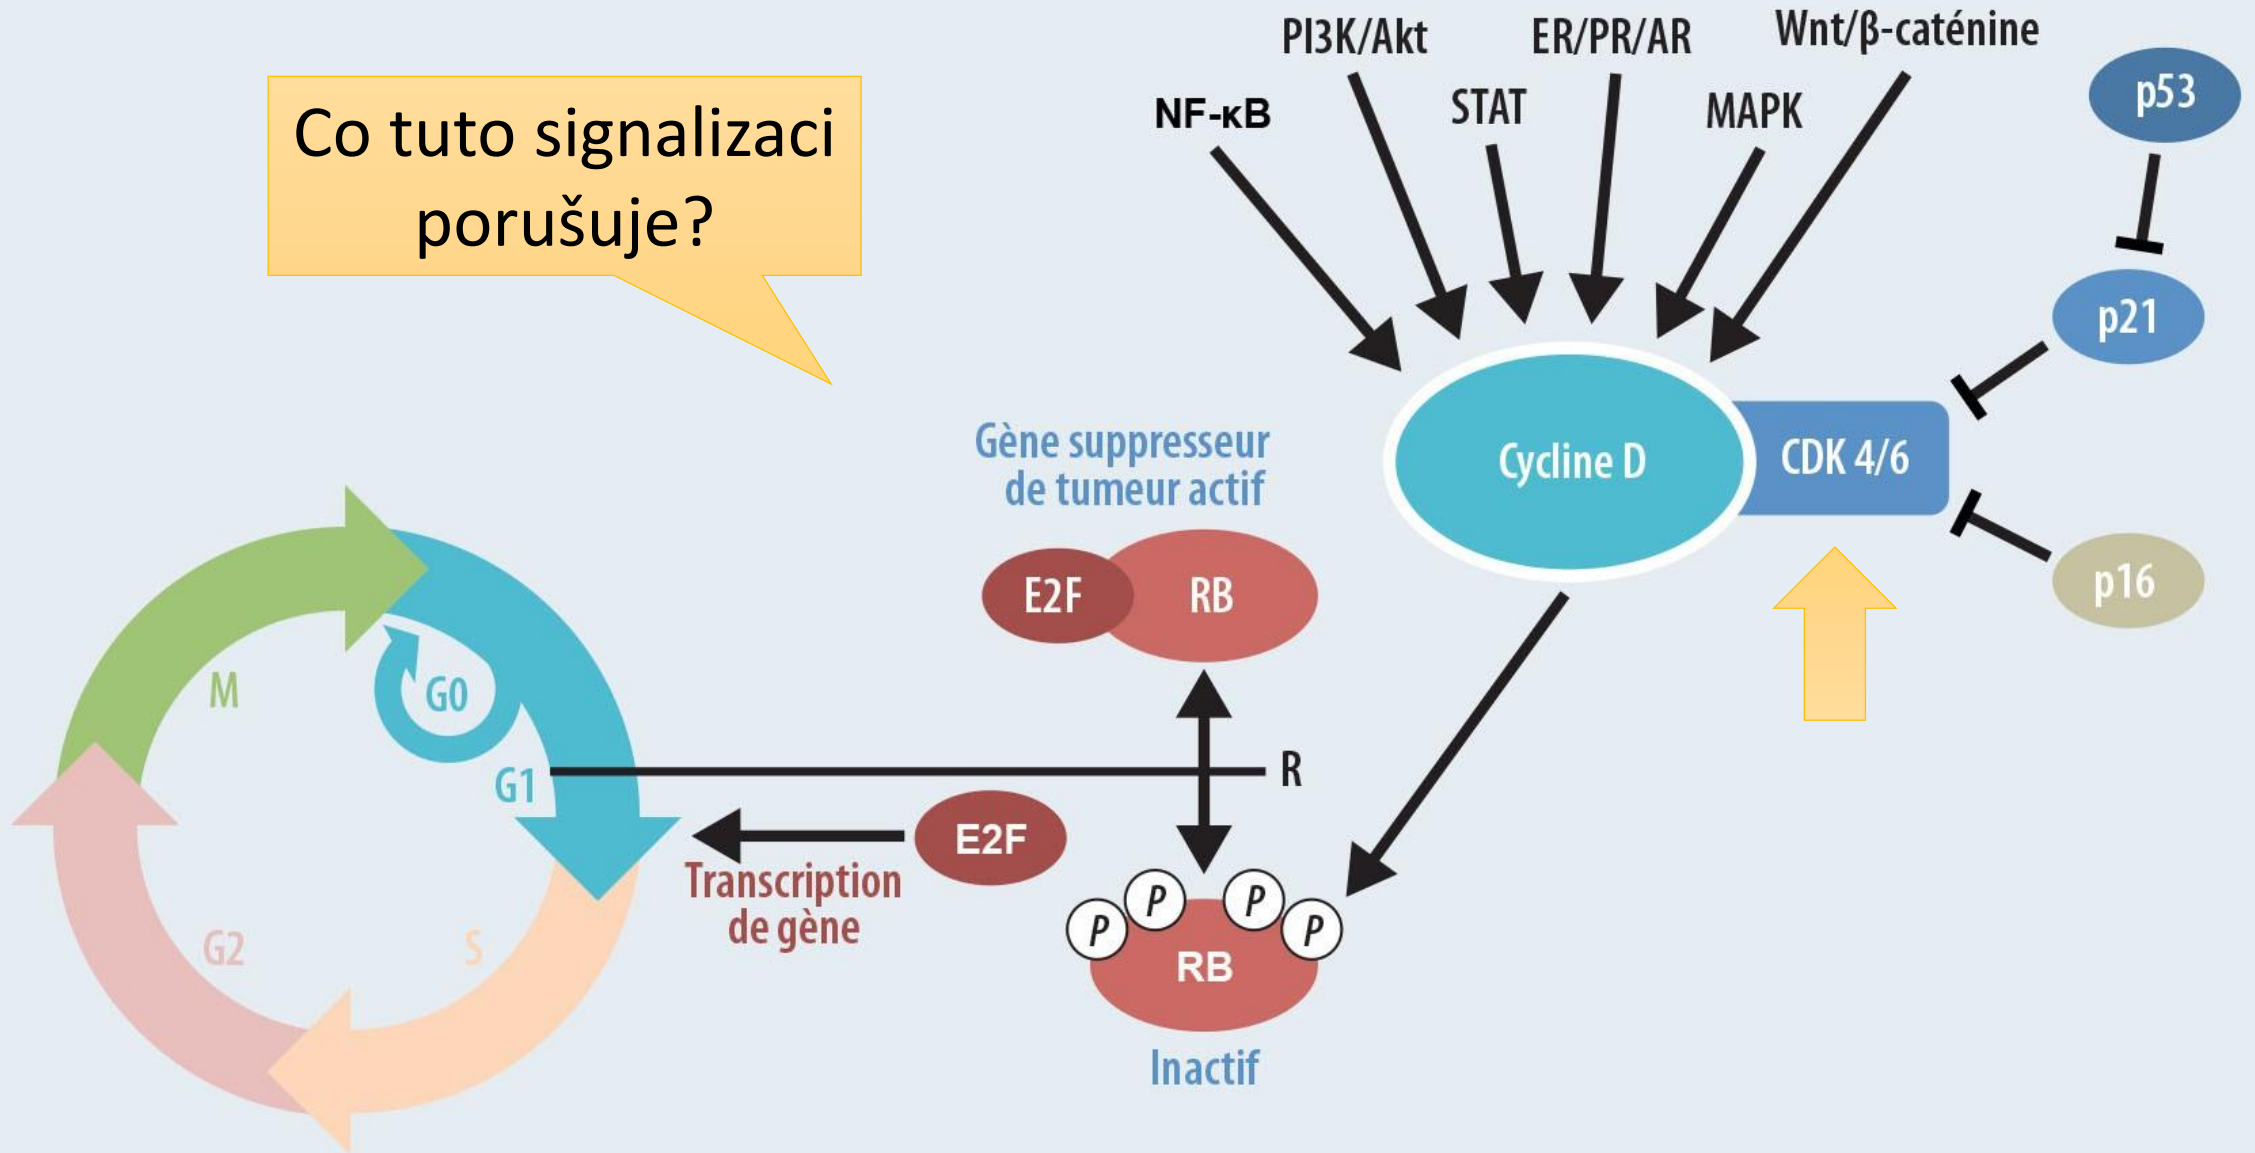 Co tuto signalizaci
porušuje?
PI3K/Akt
ER/PR/AR
Wnt/β-caténine
NF-κB
STAT
MAPK
p53
p21
Cycline D
CDK 4/6
p16
Gène suppresseur
de tumeur actif
E2F
RB
M
G0
G1
R
E2F
Transcription
de gène
P
P
P
P
RB
Inactif
G2
S